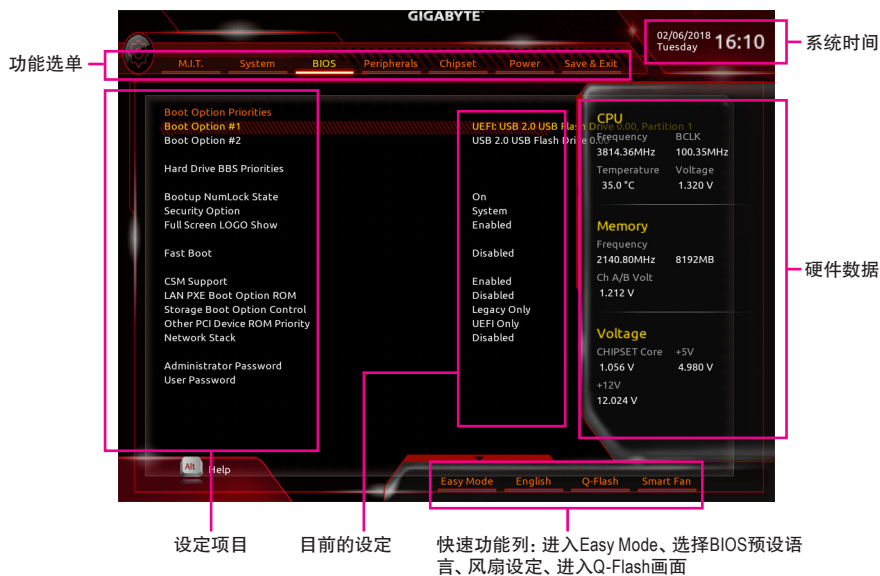 GIGABYTE
02/06/2018
Tuesday
16:10
系统时间
功能选单
M.I.T. System BIOS Peripherals Chipset Power Save & Exit
Boot Option Priorities
Boot Option #1 UEFI: USB 2.0 USB Flash Drive 0.00, Partition 1
Boot Option #2 USB 2.0 USB Flash Drive 0.00
Hard Drive BBS Priorities
Bootup NumLock State On
Security Option System
Full Screen LOGO Show Enabled
Fast Boot Disabled
CSM Support Enabled
LAN PXE Boot Option ROM Disabled
Storage Boot Option Control Legacy Only
Other PCI Device ROM Priority UEFI Only
Network Stack Disabled
Administrator Password
User Password
CPU
Frequency BCLK
3814.36MHz 100.35MHz
Temperature Voltage
35.0 °C 1.320 V
Memory
Frequency
2140.80MHz 8192MB
Ch A/B Volt
1.212 V
Voltage
CHIPSET Core +5V
1.056 V 4.980 V
+12V
12.024 V
硬件数据
Alt Help
Easy Mode English Q-Flash Smart Fan
设定项目
目前的设定
快速功能列: 进入Easy Mode、选择BIOS预设语
言、风扇设定、进入Q-Flash画面